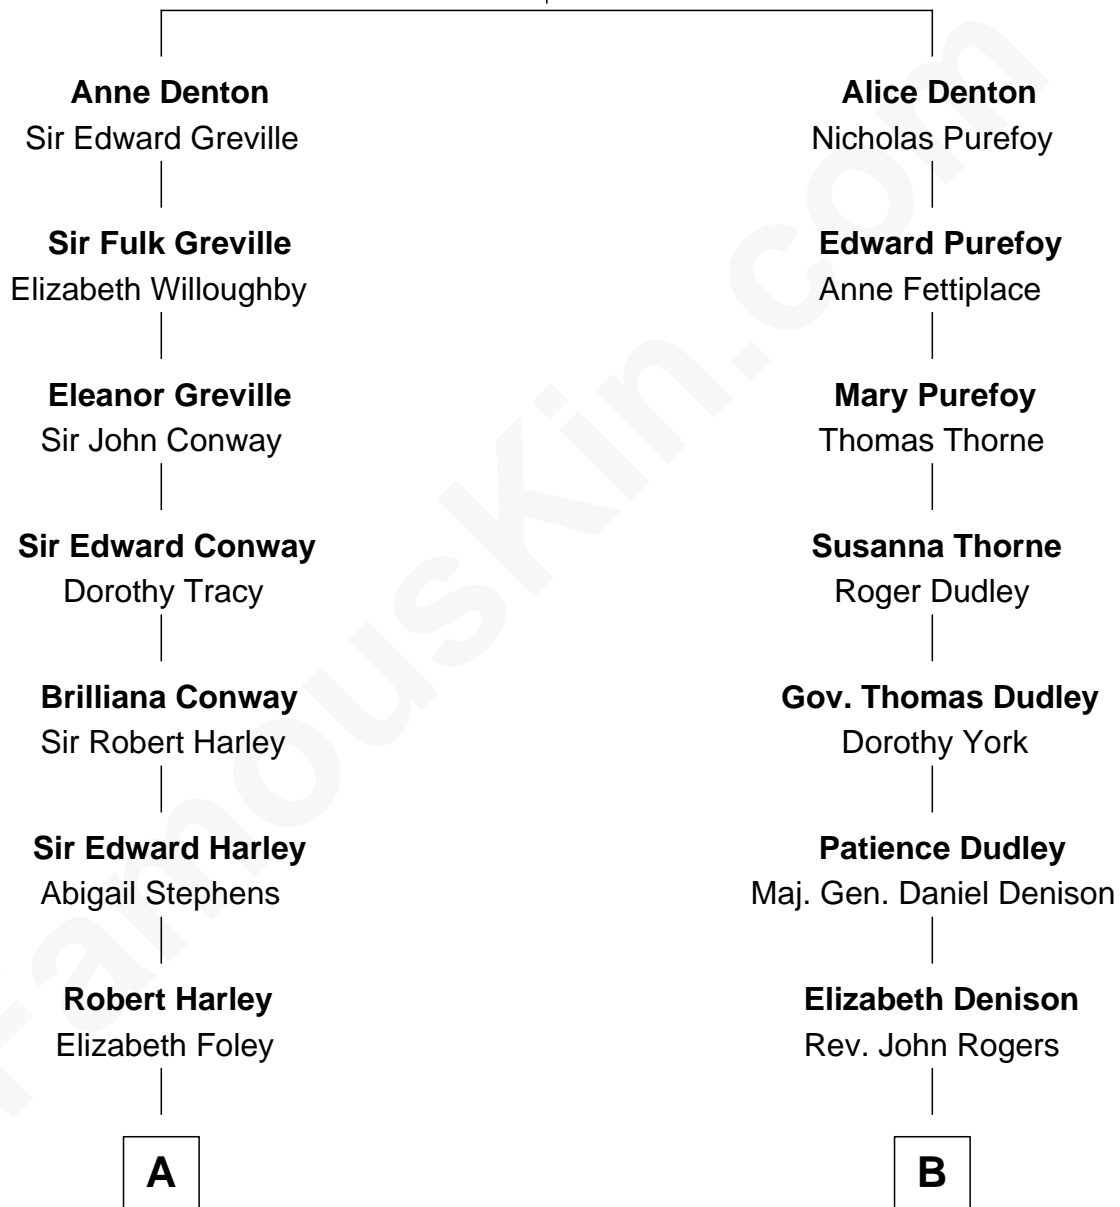 Anne Denton
Sir Edward Greville
Sir Fulk Greville
Elizabeth Willoughby
Eleanor Greville
Sir John Conway
Sir Edward Conway
Dorothy Tracy
Brilliana Conway
Sir Robert Harley
Sir Edward Harley
Abigail Stephens
Robert Harley
Elizabeth Foley
A
Alice Denton
Nicholas Purefoy
Edward Purefoy
Anne Fettiplace
Mary Purefoy
Thomas Thorne
Susanna Thorne
Roger Dudley
Gov. Thomas Dudley
Dorothy York
Patience Dudley
Maj. Gen. Daniel Denison
Elizabeth Denison
Rev. John Rogers
B
FamousKin.com